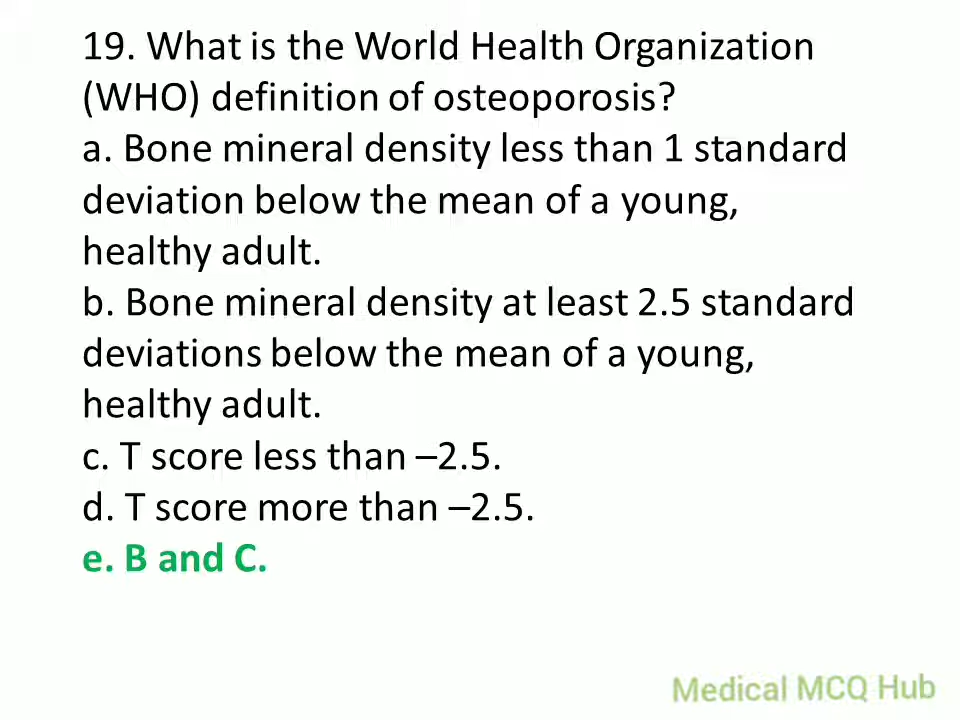 19. What is the World Health Organization
(WHO) definition of osteoporosis?
a. Bone mineral density less than 1 standard
deviation below the mean of a young,
healthy adult.
b. Bone mineral density at least 2.5 standard
deviations below the mean of a young,
healthy adult.
c. T score less than –2.5.
d. T score more than –2.5.
e. B and C.
Medical MCQ Hub